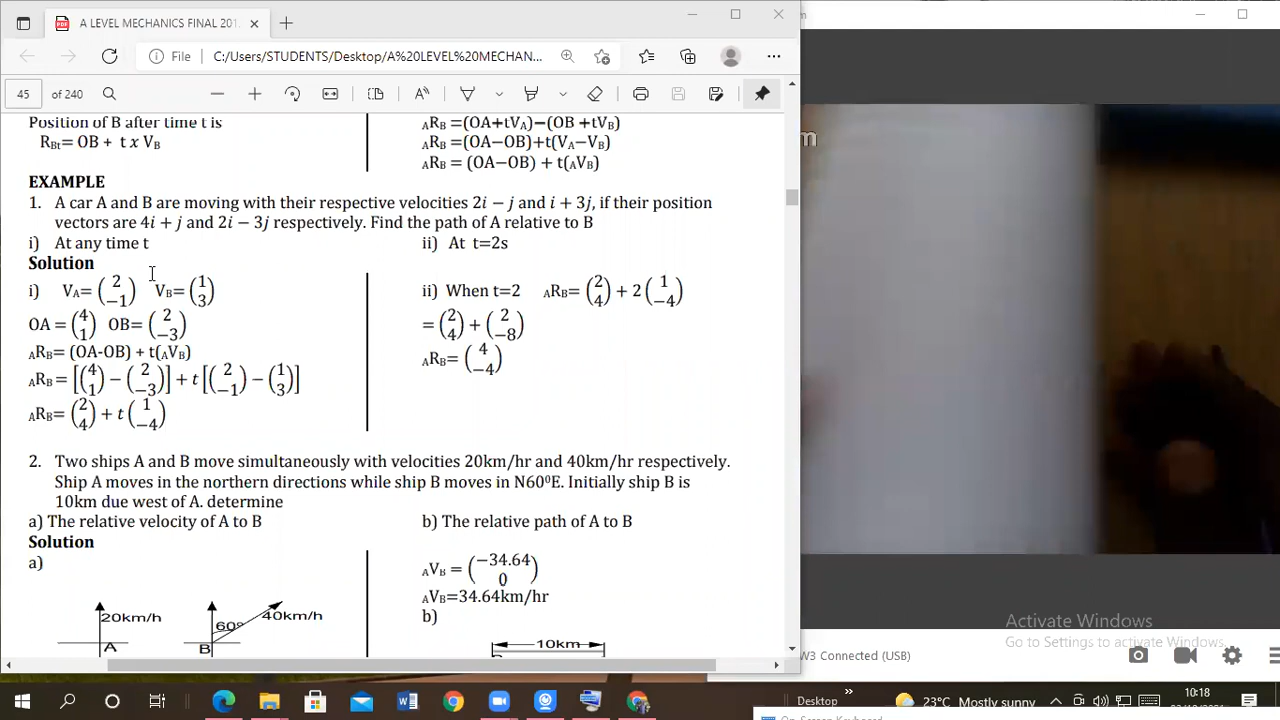 A LEVEL MECHANICS FINAL 201
File C:/Users/STUDENTS/Desktop/A%20LEVEL%20MECHAN...
45 of 240
Position of B after time t is
RBt= OB + t x VB
ARB =(OA+tVA)−(OB +tVB)
ARB =(OA−OB)+t(VA−VB)
ARB = (OA−OB) + t(AVB)
EXAMPLE
1. A car A and B are moving with their respective velocities 2i − j and i + 3j, if their position
vectors are 4i + j and 2i − 3j respectively. Find the path of A relative to B
i) At any time t
ii) At t=2s
Solution
i) VA= (2 −1) VB= (1 3)
OA = (4 1) OB= (2 −3)
ARB= (OA-OB) + t(AVB)
ARB = [(4 1) − (2 −3)] + t [(2 −1) − (1 3)]
ARB= (2 4) + t (1 −4)
ii) When t=2 ARB= (2 4) + 2 (1 −4)
= (2 4) + (2 −8)
ARB= (4 −4)
2. Two ships A and B move simultaneously with velocities 20km/hr and 40km/hr respectively.
Ship A moves in the northern directions while ship B moves in N60⁰E. Initially ship B is
10km due west of A. determine
a) The relative velocity of A to B
b) The relative path of A to B
Solution
a)
20km/h
A
60°
40km/h
B
AVB = (−34.64 0)
AVB=34.64km/hr
b)
10km
m
m
Activate Windows
Go to Settings to activate Windows.
W3 Connected (USB)
Desktop
23°C Mostly sunny
10:18
On-Screen Keyboard